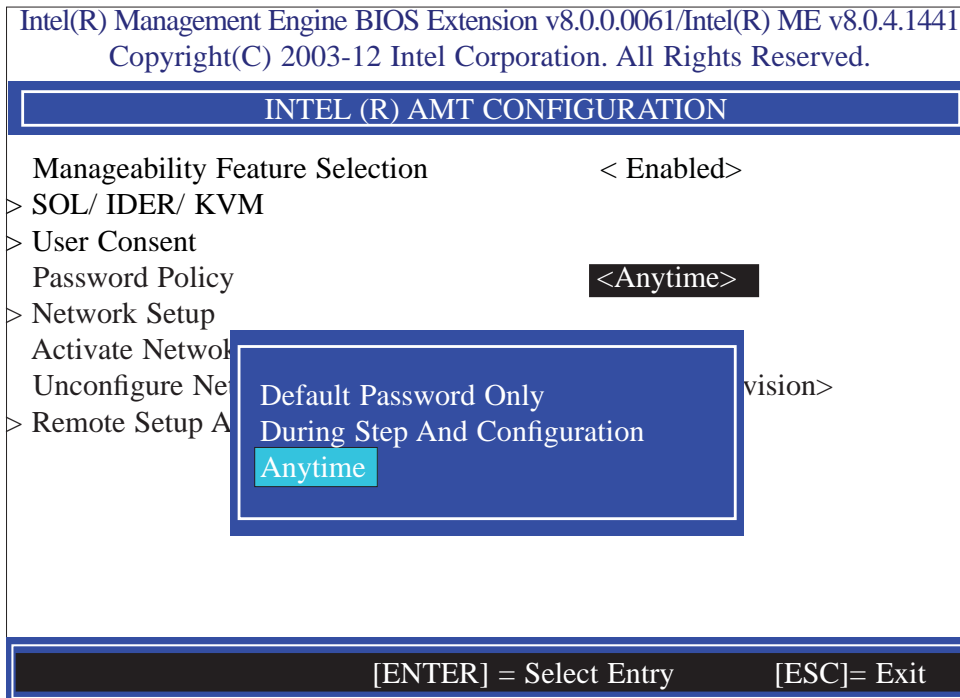 Intel(R) Management Engine BIOS Extension v8.0.0.0061/Intel(R) ME v8.0.4.1441
Copyright(C) 2003-12 Intel Corporation. All Rights Reserved.
INTEL (R) AMT CONFIGURATION
Manageability Feature Selection < Enabled>
> SOL/ IDER/ KVM
> User Consent
Password Policy <Anytime>
> Network Setup
Activate Netwo
Unconfigure Ne vision>
> Remote Setup A
Default Password Only
During Step And Configuration
Anytime
[ENTER] = Select Entry [ESC]= Exit